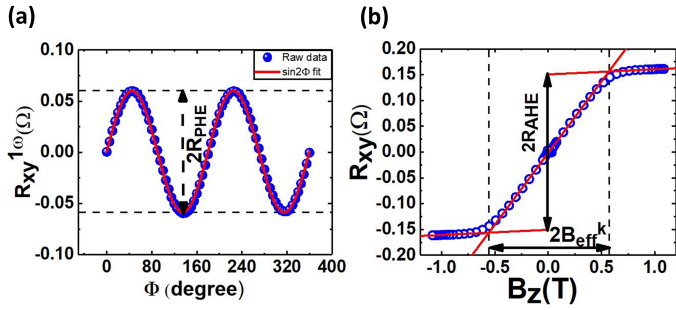 (a)
0.10
0.05
0.00
-0.05
-0.10
Rxy1ω(Ω)
Raw data
sin2Φ fit
2RPHE
0 80 160 240 320 400
Φ (degree)
(b)
0.20
0.15
0.10
0.05
0.00
-0.05
-0.10
-0.15
-0.20
Rxy(Ω)
2RAHE
2Beffk
-1.0 -0.5 0.0 0.5 1.0
BZ(T)